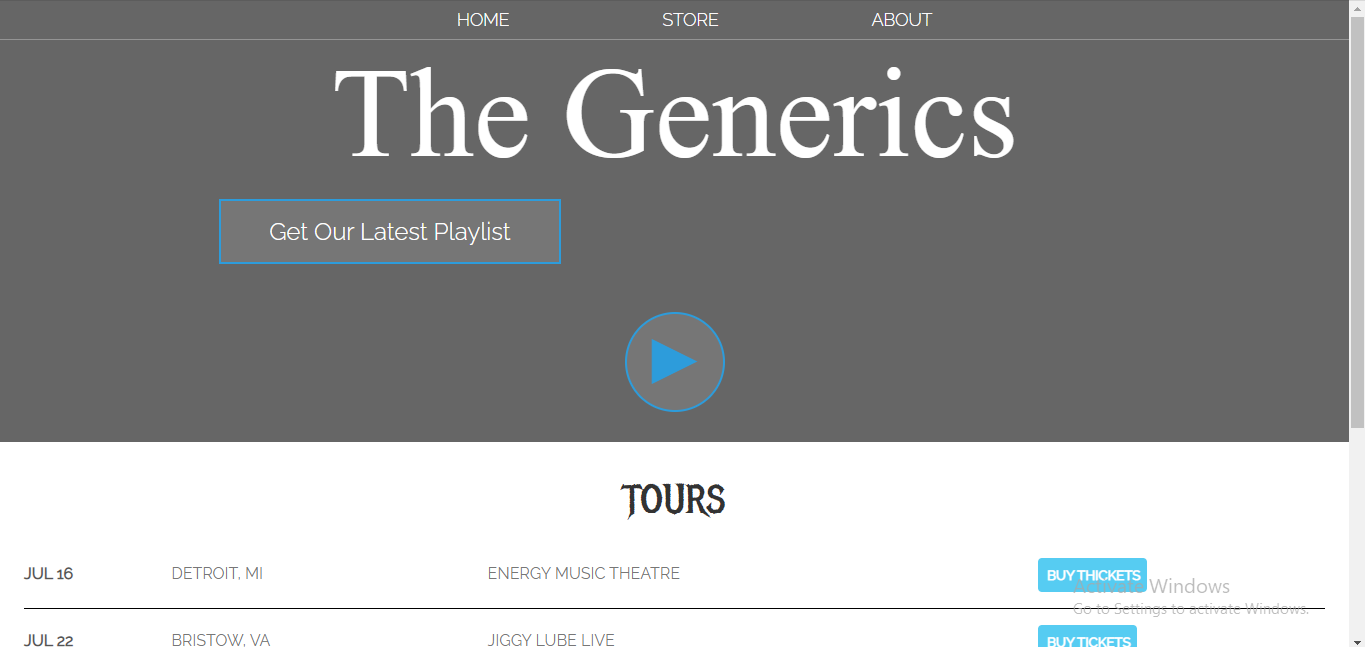 HOME STORE ABOUT
The Generics
Get Our Latest Playlist
TOURS
JUL 16 DETROIT, MI ENERGY MUSIC THEATRE BUY THICKETS
Activate Windows
Go to Settings to activate Windows.
JUL 22 BRISTOW, VA JIGGY LUBE LIVE BUY TICKETS